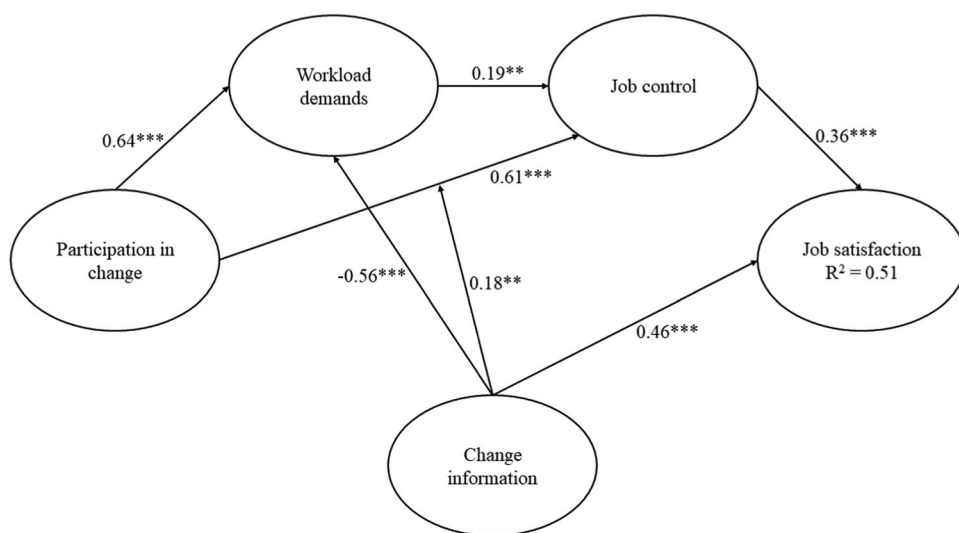 Workload
demands
0.19**
Job control
0.64***
0.36***
0.61***
Participation in
change
Job satisfaction
R² = 0.51
-0.56***
0.18**
0.46***
Change
information